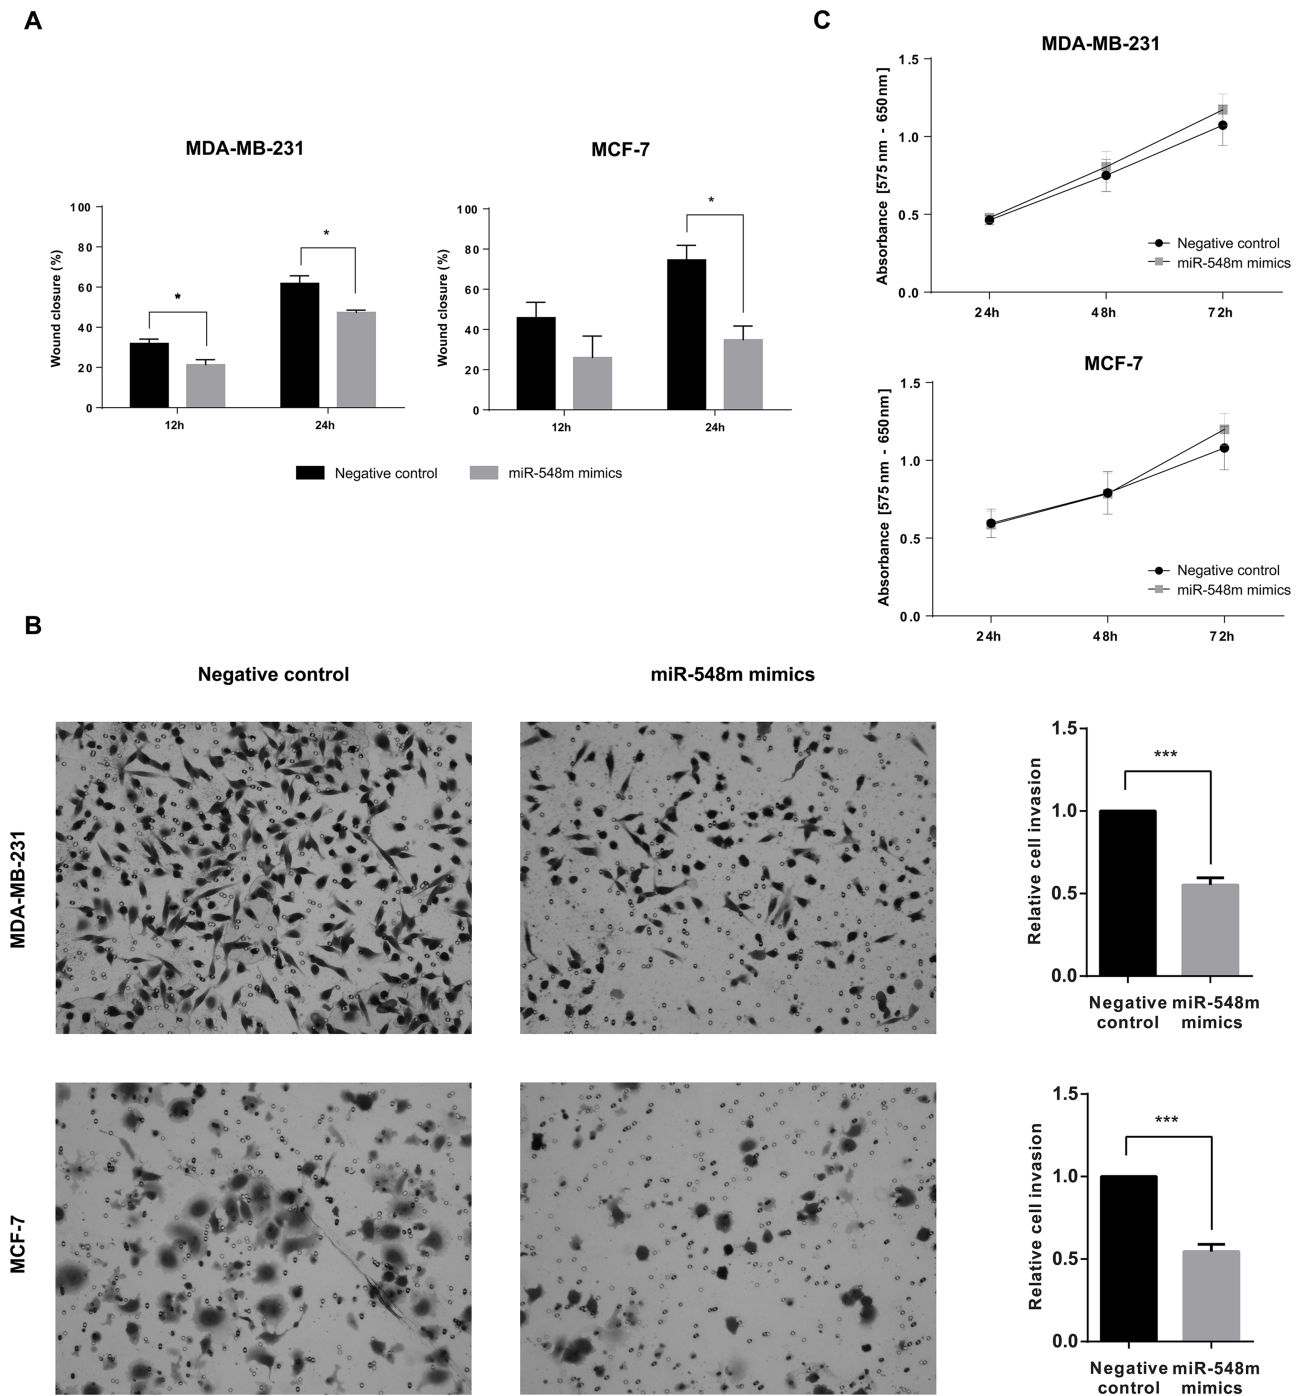 A
MDA-MB-231
Wound closure (%)
100
80
60
40
20
0
*
*
12h
24h
MCF-7
Wound closure (%)
100
80
60
40
20
0
*
12h
24h
Negative control
miR-548m mimics
C
MDA-MB-231
Absorbance [575 nm - 650nm]
1.5
1.0
0.5
0.0
Negative control
miR-548m mimics
24h
48h
72h
MCF-7
Absorbance [575 nm - 650nm]
1.5
1.0
0.5
0.0
Negative control
miR-548m mimics
24h
48h
72h
B
Negative control
miR-548m mimics
MDA-MB-231
Relative cell invasion
1.5
1.0
0.5
0.0
***
Negative control
miR-548m mimics
MCF-7
Relative cell invasion
1.5
1.0
0.5
0.0
***
Negative control
miR-548m mimics